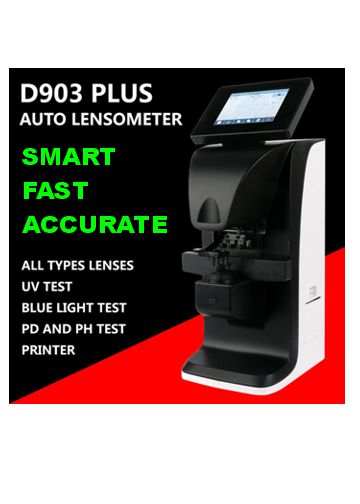 D903 PLUS
AUTO LENSOMETER
SMART
FAST
ACCURATE
ALL TYPES LENSES
UV TEST
BLUE LIGHT TEST
PD AND PH TEST
PRINTER